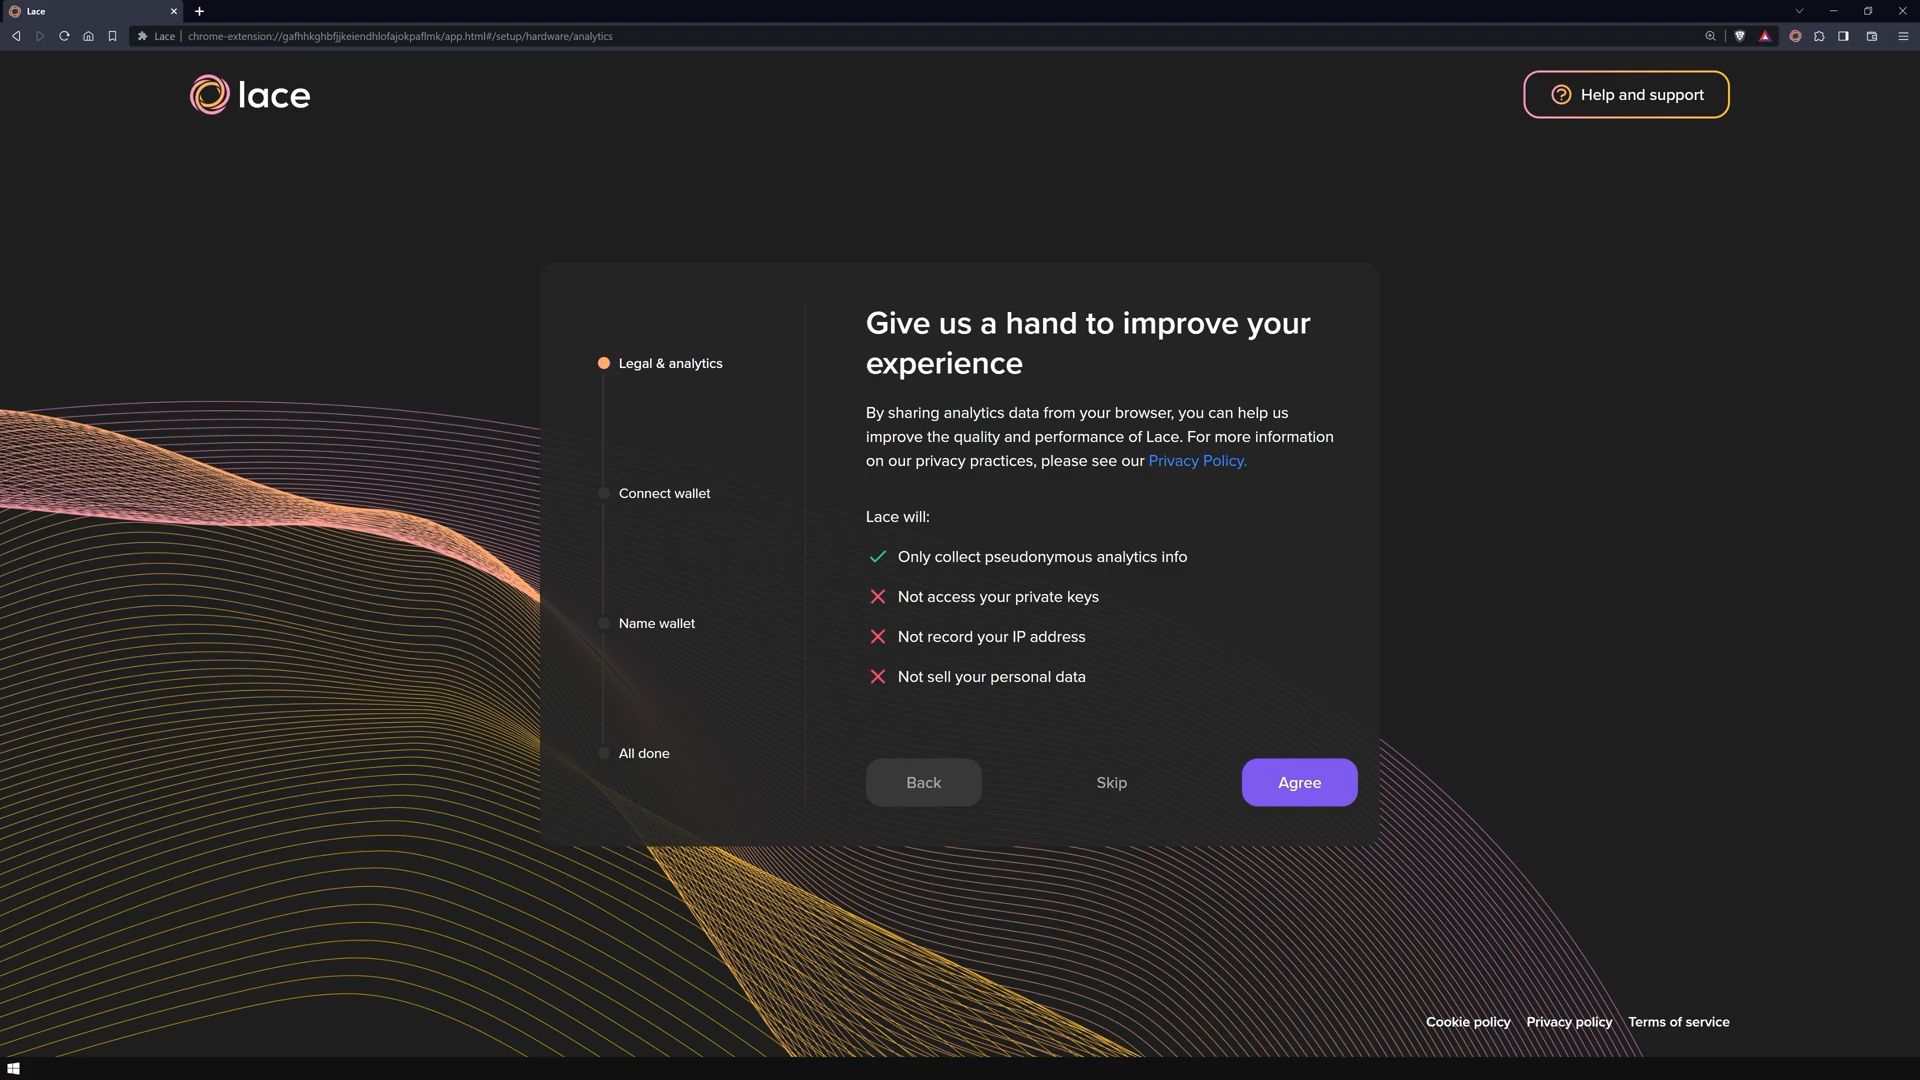 Lace
Lace
chrome-extension://gafhhkghbfjjkeiendhlofajokpaflmk/app.html#/setup/hardware/analytics
lace
Help and support
Legal & analytics
Connect wallet
Name wallet
All done
Give us a hand to improve your
experience
By sharing analytics data from your browser, you can help us
improve the quality and performance of Lace. For more information
on our privacy practices, please see our Privacy Policy.
Lace will:
Only collect pseudonymous analytics info
Not access your private keys
Not record your IP address
Not sell your personal data
Back
Skip
Agree
Cookie policy
Privacy policy
Terms of service